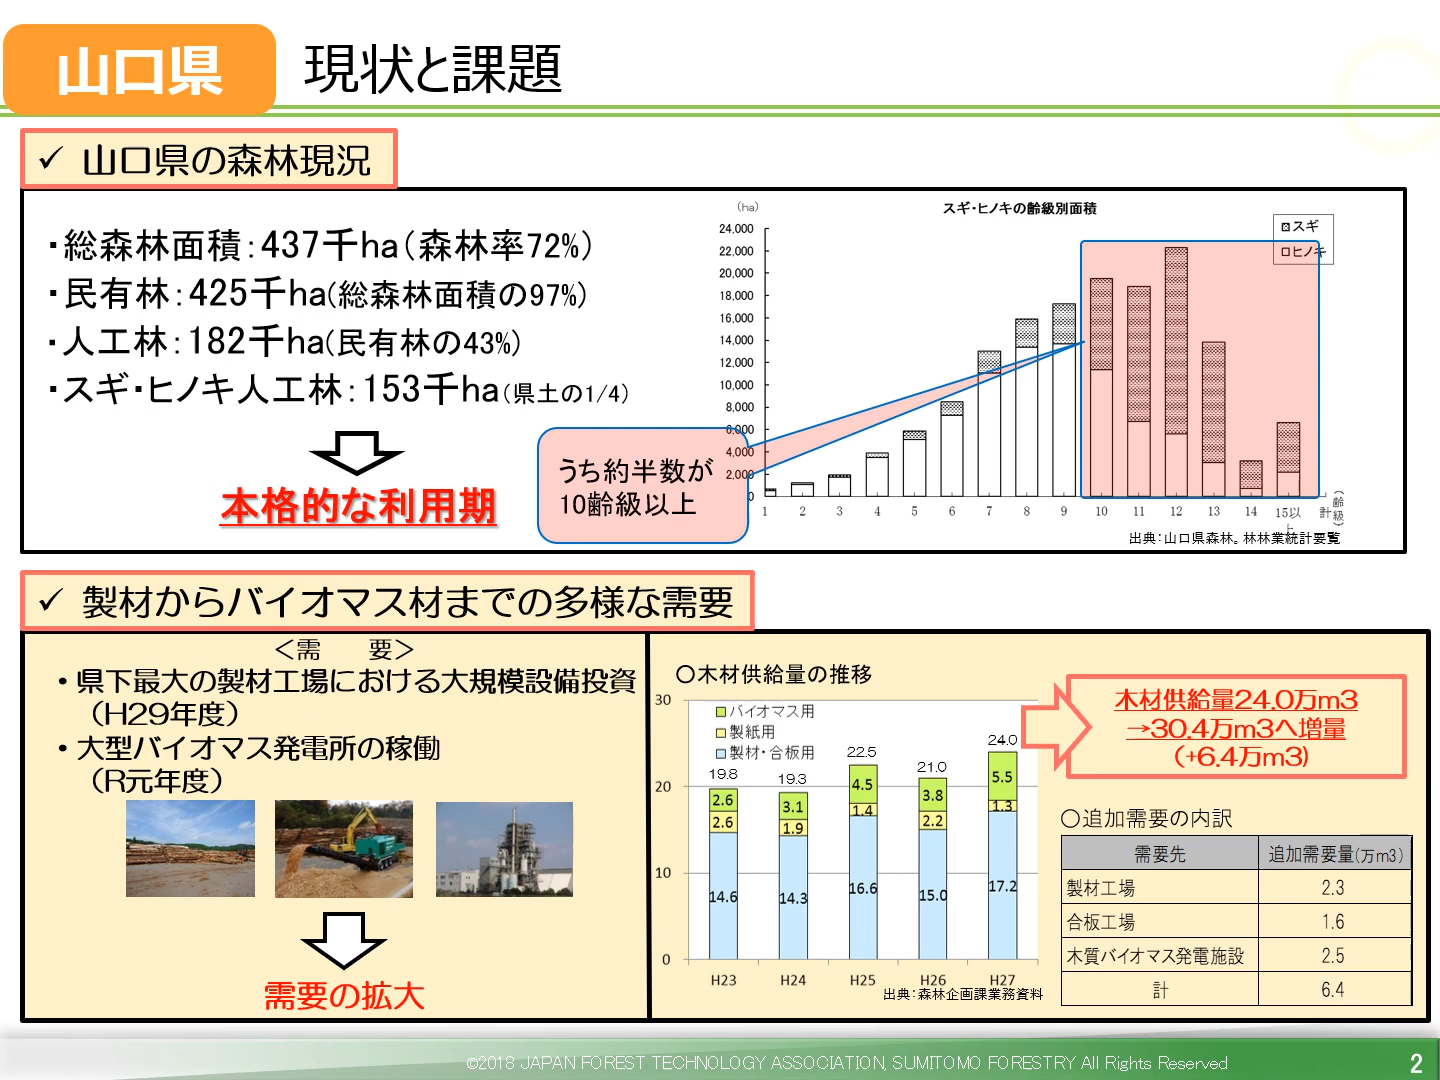 山口県
現状と課題
✓ 山口県の森林現況
・総森林面積：437千ha（森林率72%）
・民有林：425千ha(総森林面積の97%)
・人工林：182千ha(民有林の43%)
・スギ・ヒノキ人工林：153千ha（県土の1/4）
本格的な利用期
うち約半数が
10齢級以上
（ha） スギ・ヒノキの齢級別面積
スギ
ヒノキ
24,000
22,000
20,000
18,000
16,000
14,000
12,000
10,000
8,000
6,000
4,000
2,000
0
1 2 3 4 5 6 7 8 9 10 11 12 13 14 15以上 計
（齢級）
出典：山口県森林。林林業統計要覧
✓ 製材からバイオマス材までの多様な需要
＜需　要＞
・県下最大の製材工場における大規模設備投資
（H29年度）
・大型バイオマス発電所の稼働
（R元年度）
需要の拡大
〇木材供給量の推移
30
20
10
0
バイオマス用
製紙用
製材・合板用
19.8 19.3 22.5 21.0 24.0
2.6 3.1 4.5 3.8 5.5
2.6 1.9 1.4 2.2 1.3
14.6 14.3 16.6 15.0 17.2
H23 H24 H25 H26 H27
出典：森林企画課業務資料
木材供給量24.0万m3
→30.4万m3へ増量
（+6.4万m3）
〇追加需要の内訳
需要先 追加需要量(万m3)
製材工場 2.3
合板工場 1.6
木質バイオマス発電施設 2.5
計 6.4
©2018 JAPAN FOREST TECHNOLOGY ASSOCIATION, SUMITOMO FORESTRY All Rights Reserved
2